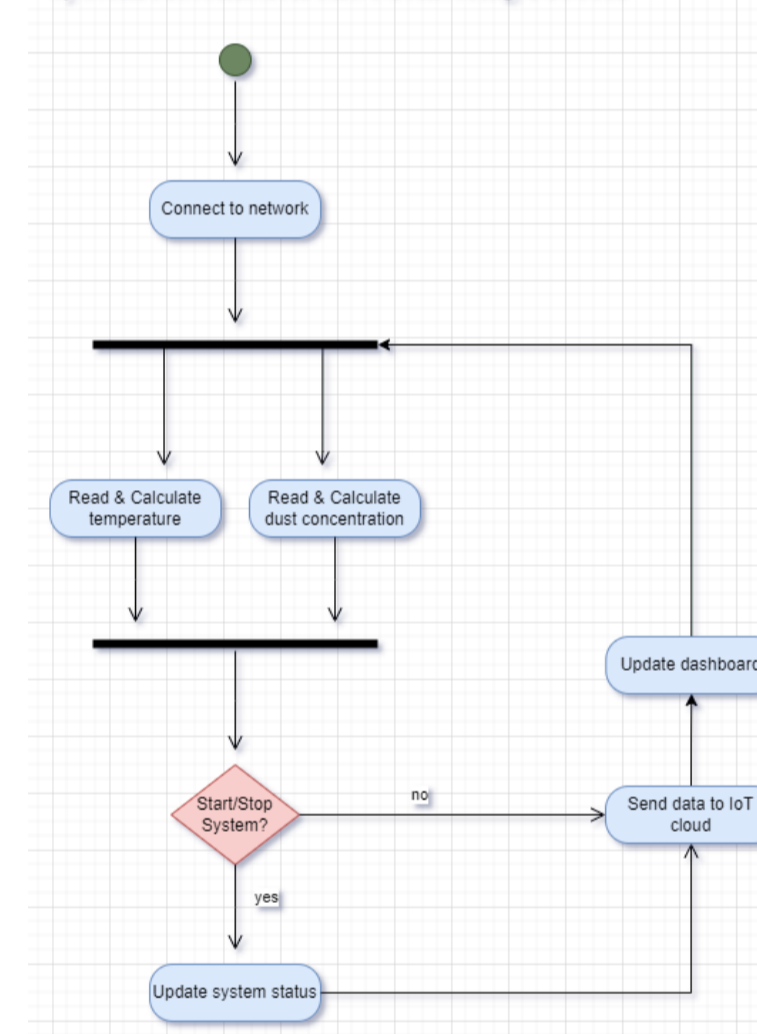 Connect to network
Read & Calculate
temperature
Read & Calculate
dust concentration
Update dashboard
Start/Stop
System?
no
Send data to IoT
cloud
yes
Update system status